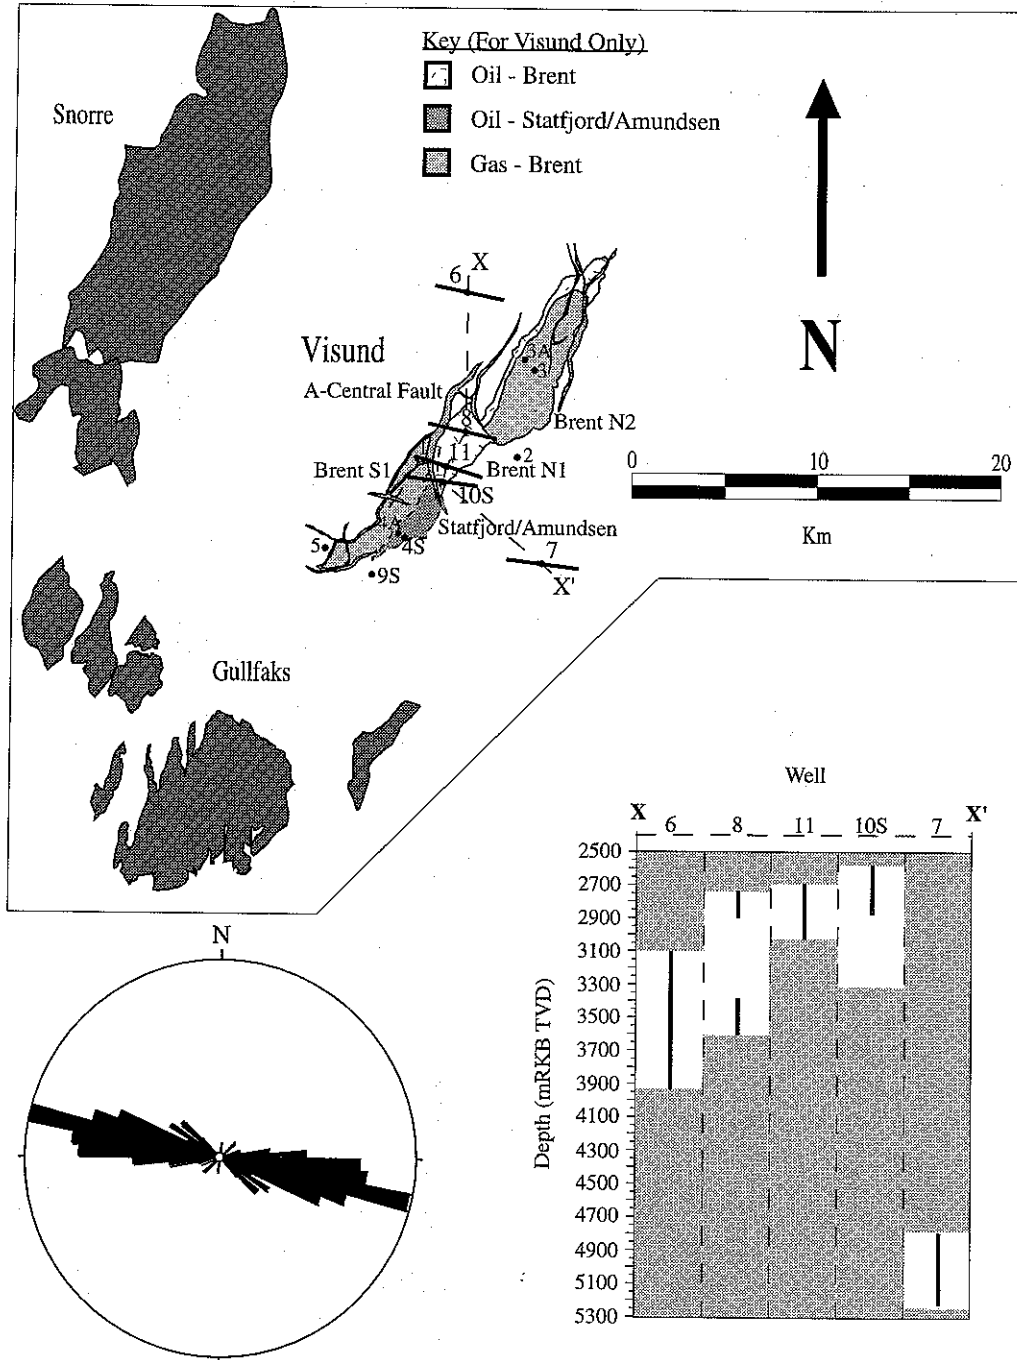 Key (For Visund Only)
Oil - Brent
Oil - Statfjord/Amundsen
Gas - Brent
Snorre
N
X
6
Visund
A-Central Fault
3A
3
8
Brent N2
11
2
Brent S1
Brent N1
10S
4A
Statfjord/Amundsen
4S
5
7
9S
X'
0 10 20
Km
Gullfaks
Well
X 6 8 11 10S 7 X'
Depth (mRKB TVD)
2500
2700
2900
3100
3300
3500
3700
3900
4100
4300
4500
4700
4900
5100
5300
N